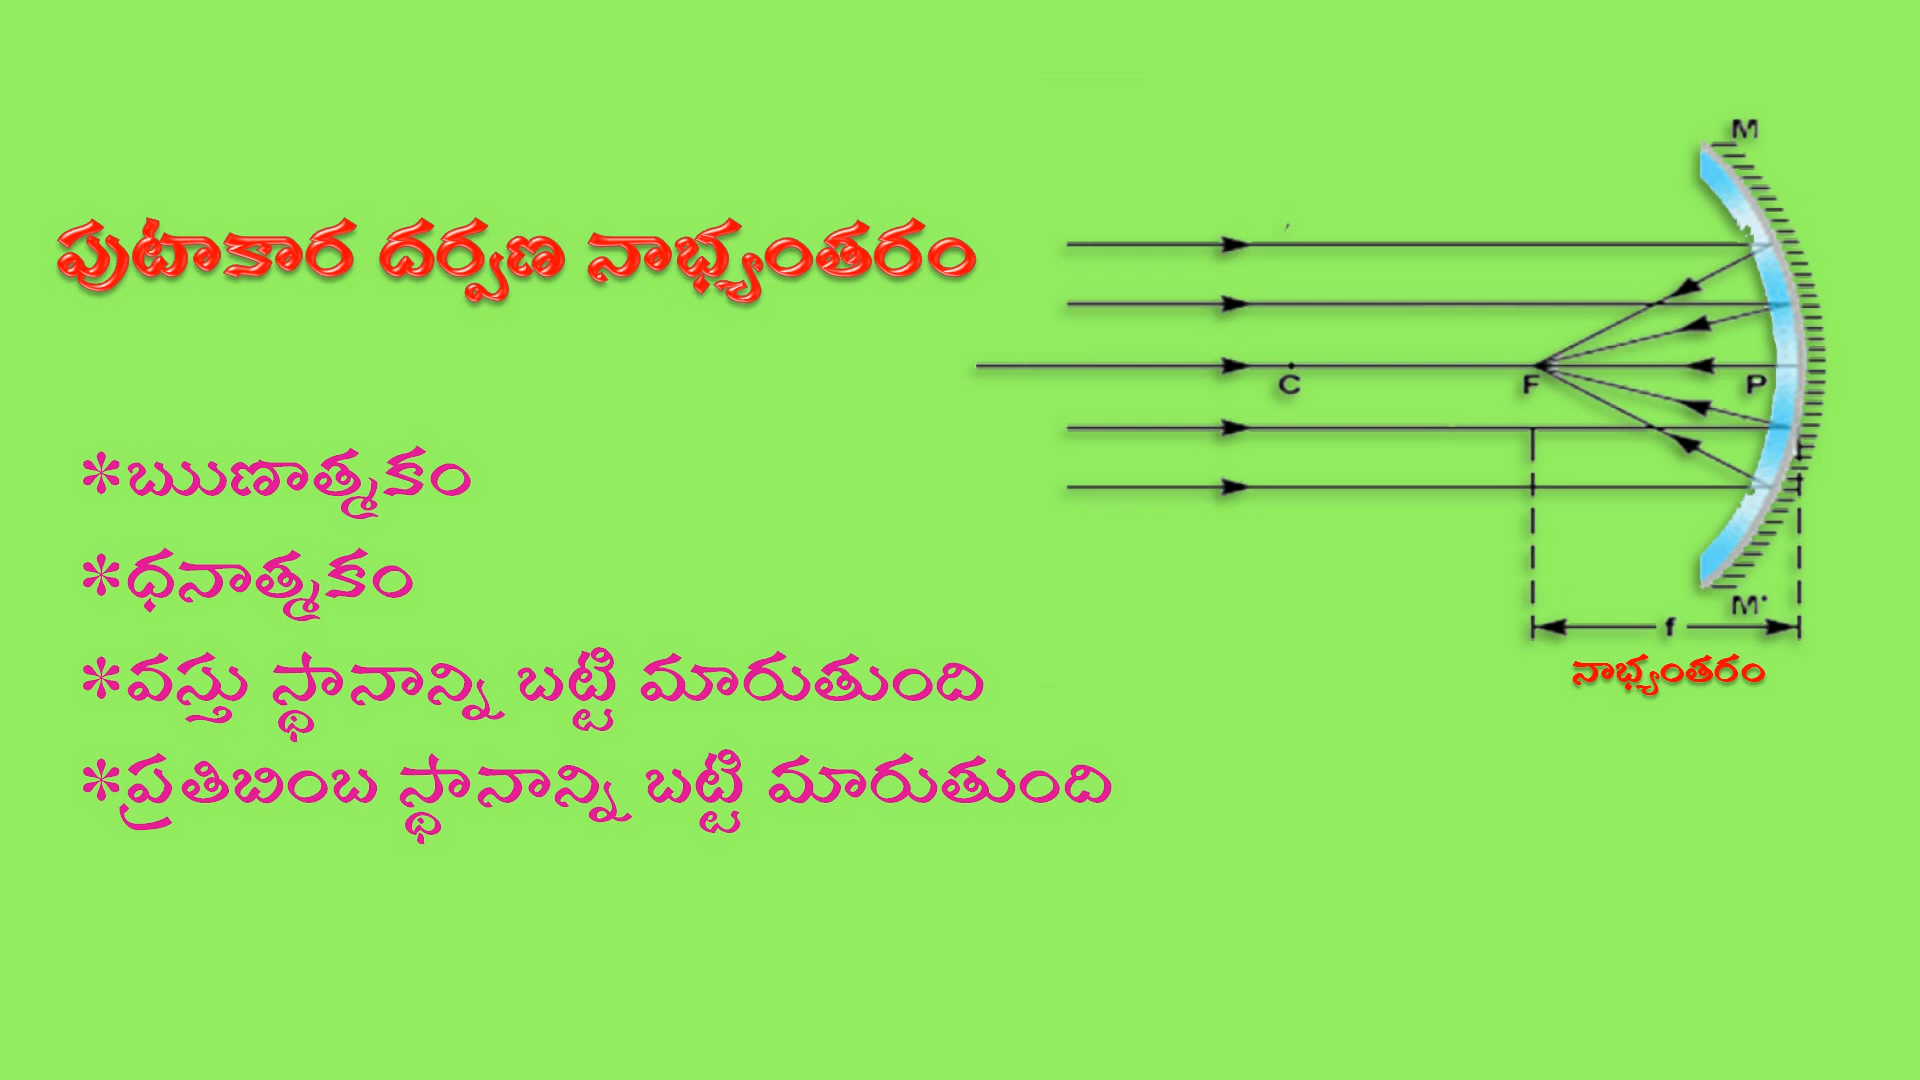 పుటాకార దర్పణ నాభ్యంతరం
*ఋణాత్మకం
*ధనాత్మకం
*వస్తు స్థానాన్ని బట్టి మారుతుంది
*ప్రతిబింబ స్థానాన్ని బట్టి మారుతుంది
M
C
F
P
M'
f
నాభ్యంతరం